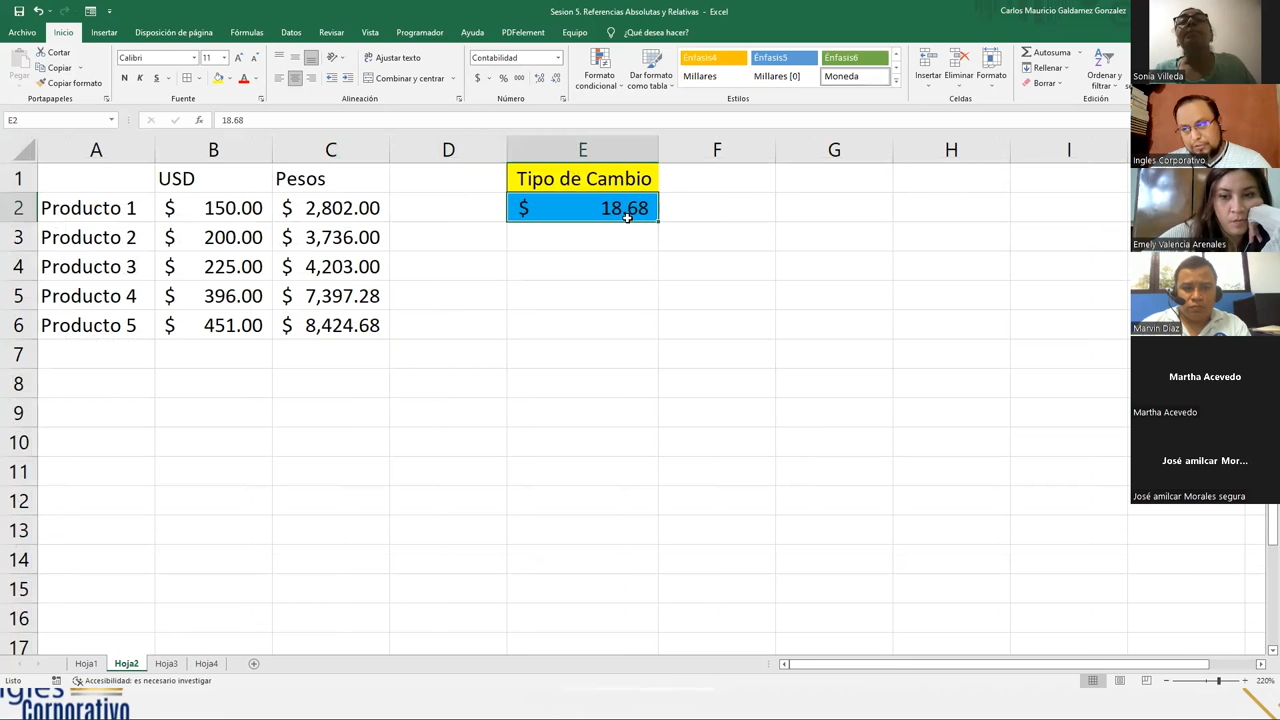 Sesion 5. Referencias Absolutas y Relativas - Excel
Carlos Mauricio Galdamez Gonzalez
Archivo Inicio Insertar Disposición de página Fórmulas Datos Revisar Vista Programador Ayuda PDFelement Equipo ¿Qué desea hacer?
Pegar
Cortar
Copiar
Copiar formato
Portapapeles
Calibri 11
N K S
Fuente
Ajustar texto
Combinar y centrar
Alineación
Contabilidad
$ % 000
Número
Formato condicional
Dar formato como tabla
Énfasis4 Énfasis5 Énfasis6
Millares Millares [0] Moneda
Estilos
Insertar Eliminar Formato
Celdas
Autosuma
Rellenar
Borrar
Ordenar y filtrar
Edición
E2 fx 18.68
A B C D E F G H I
1 USD Pesos Tipo de Cambio
2 Producto 1 $ 150.00 $ 2,802.00 $ 18.68
3 Producto 2 $ 200.00 $ 3,736.00
4 Producto 3 $ 225.00 $ 4,203.00
5 Producto 4 $ 396.00 $ 7,397.28
6 Producto 5 $ 451.00 $ 8,424.68
7
8
9
10
11
12
13
14
15
16
17
Hoja1 Hoja2 Hoja3 Hoja4
Listo Accesibilidad: es necesario investigar 220%
Ingles
Corporativo
Sonia Villeda
Ingles Corporativo
Emely Valencia Arenales
Marvin Díaz
Martha Acevedo
Martha Acevedo
José amilcar Mor...
José amilcar Morales segura